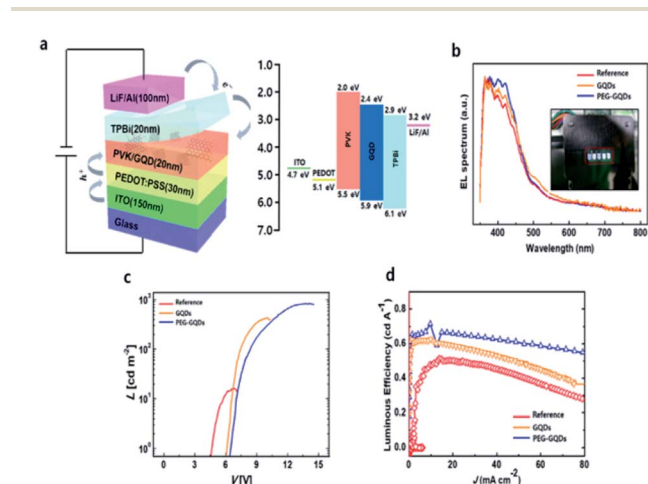 a
LiF/Al(100nm)
TPBi(20nm)
PVK/GQD(20nm)
PEDOT:PSS(30nm)
ITO(150nm)
Glass
h⁺
e⁻
1.0
2.0
3.0
4.0
5.0
6.0
7.0
2.0 eV
2.4 eV
2.9 eV
3.2 eV
LiF/Al
ITO
4.7 eV
PEDOT
5.1 eV
PVK
GQD
TPBi
5.5 eV
5.9 eV
6.1 eV
b
Reference
GQDs
PEG-GQDs
EL spectrum (a.u.)
400 500 600 700 800
Wavelength (nm)
c
Reference
GQDs
PEG-GQDs
L [cd m⁻²]
10³
10²
10¹
10⁰
0 3 6 9 12 15
V[V]
d
Luminous Efficiency (cd A⁻¹)
0.8
0.6
0.4
0.2
0.0
Reference
GQDs
PEG-GQDs
0 20 40 60 80
J (mA cm⁻²)